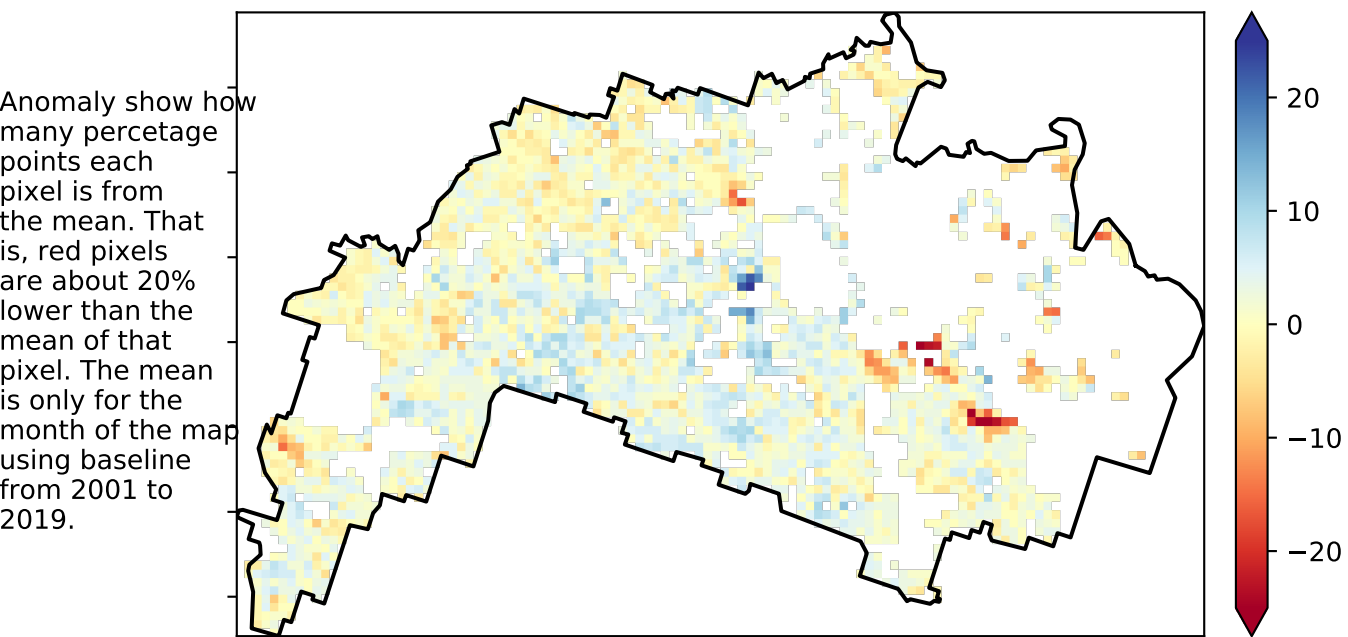 Anomaly show how
many percetage
points each
pixel is from
the mean. That
is, red pixels
are about 20%
lower than the
mean of that
pixel. The mean
is only for the
month of the map
using baseline
from 2001 to
2019.
20
10
0
−10
−20